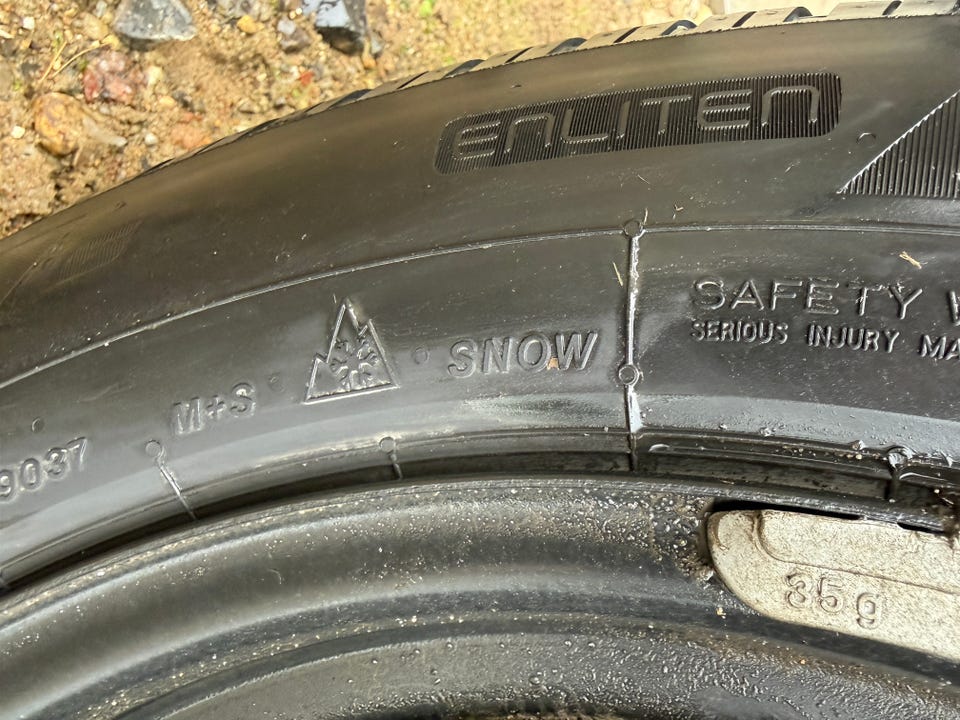 ENLITEN
SAFETY
SERIOUS INJURY
SNOW
M+S
9037
35g